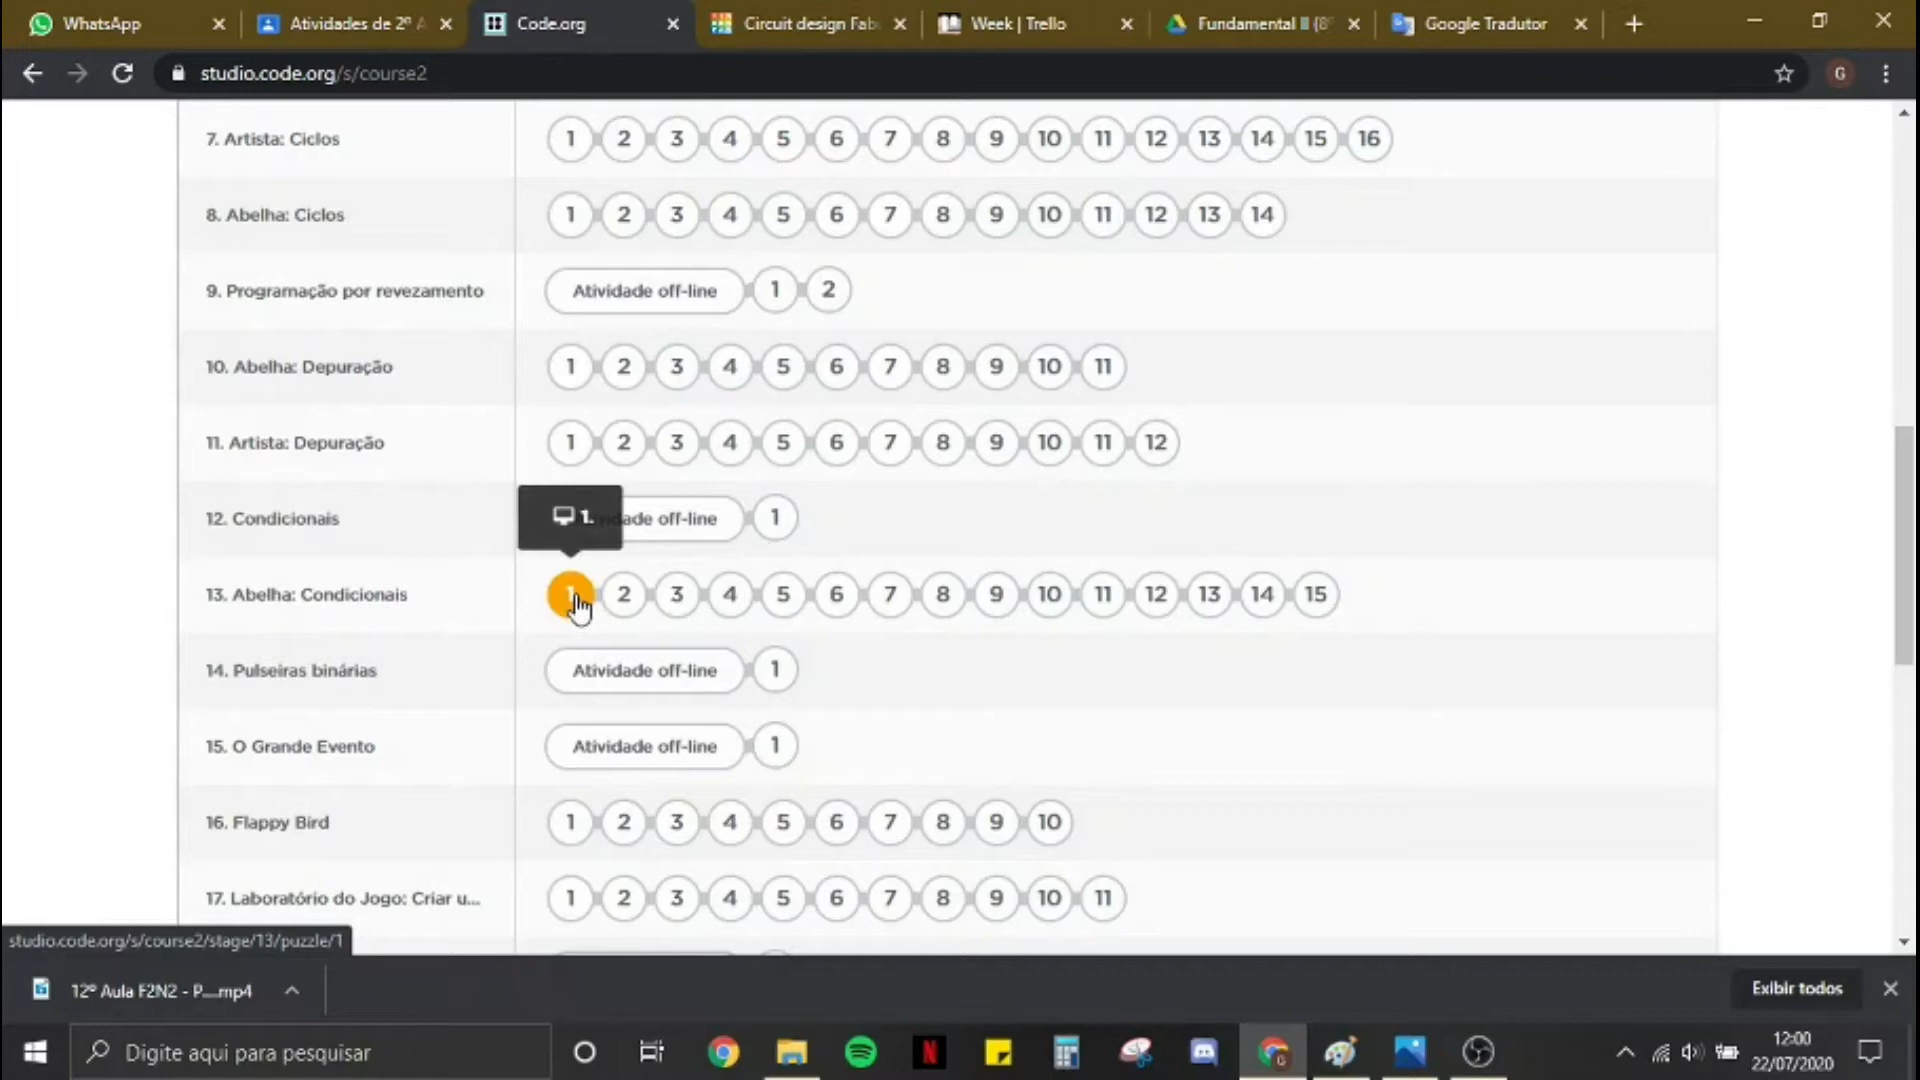 WhatsApp
Atividades de 2º A
Code.org
Circuit design Fab
Week | Trello
Fundamental II (8º
Google Tradutor
studio.code.org/s/course2
G
7. Artista: Ciclos
1 2 3 4 5 6 7 8 9 10 11 12 13 14 15 16
8. Abelha: Ciclos
1 2 3 4 5 6 7 8 9 10 11 12 13 14
9. Programação por revezamento
Atividade off-line 1 2
10. Abelha: Depuração
1 2 3 4 5 6 7 8 9 10 11
11. Artista: Depuração
1 2 3 4 5 6 7 8 9 10 11 12
12. Condicionais
1. dade off-line 1
13. Abelha: Condicionais
1 2 3 4 5 6 7 8 9 10 11 12 13 14 15
14. Pulseiras binárias
Atividade off-line 1
15. O Grande Evento
Atividade off-line 1
16. Flappy Bird
1 2 3 4 5 6 7 8 9 10
17. Laboratório do Jogo: Criar u...
1 2 3 4 5 6 7 8 9 10 11
studio.code.org/s/course2/stage/13/puzzle/1
12º Aula F2N2 - P....mp4
Exibir todos
Digite aqui para pesquisar
N
G
12:00
22/07/2020